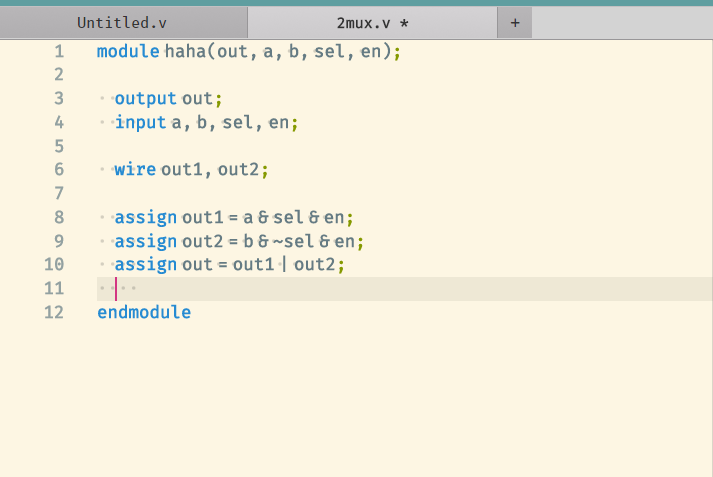 Untitled.v 2mux.v * +
1 module haha(out, a, b, sel, en);
2
3 output out;
4 input a, b, sel, en;
5
6 wire out1, out2;
7
8 assign out1 = a & sel & en;
9 assign out2 = b & ~sel & en;
10 assign out = out1 | out2;
11
12 endmodule